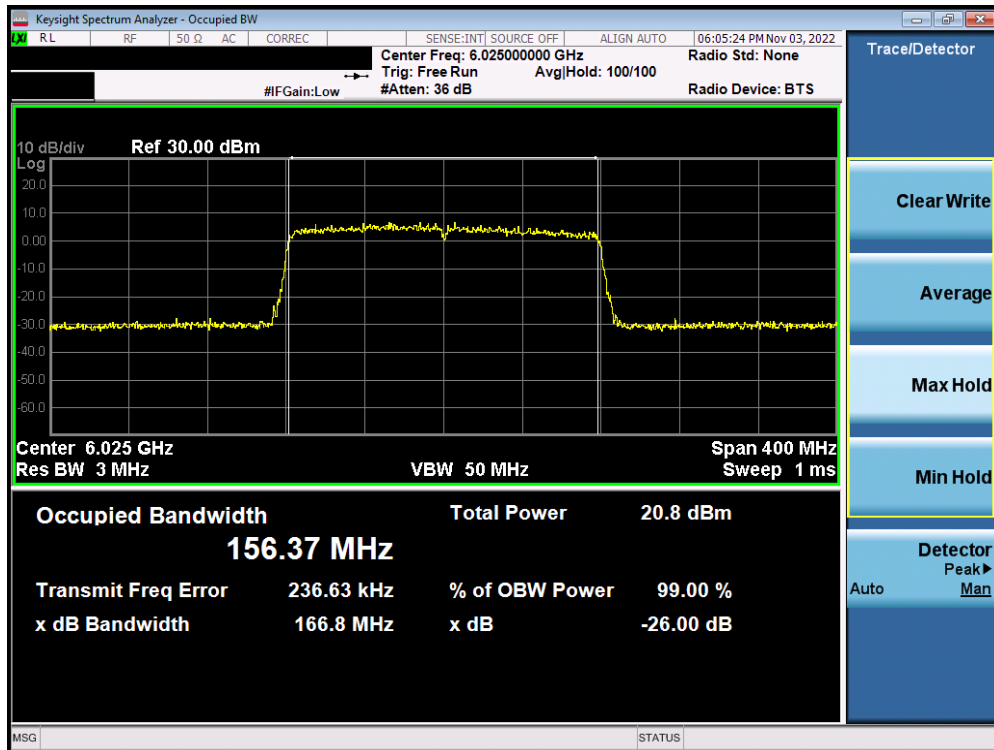 Keysight Spectrum Analyzer - Occupied BW
LXI RL RF 50 Ω AC CORREC SENSE:INT SOURCE OFF ALIGN AUTO 06:05:24 PM Nov 03, 2022
Center Freq: 6.025000000 GHz Radio Std: None
Trig: Free Run Avg|Hold: 100/100
#IFGain:Low #Atten: 36 dB Radio Device: BTS
Trace/Detector
10 dB/div Ref 30.00 dBm
Log
20.0
10.0
0.00
-10.0
-20.0
-30.0
-40.0
-50.0
-60.0
Center 6.025 GHz Span 400 MHz
Res BW 3 MHz VBW 50 MHz Sweep 1 ms
Occupied Bandwidth Total Power 20.8 dBm
156.37 MHz
Transmit Freq Error 236.63 kHz % of OBW Power 99.00 %
x dB Bandwidth 166.8 MHz x dB -26.00 dB
Clear Write
Average
Max Hold
Min Hold
Detector
Peak▶
Auto Man
MSG STATUS